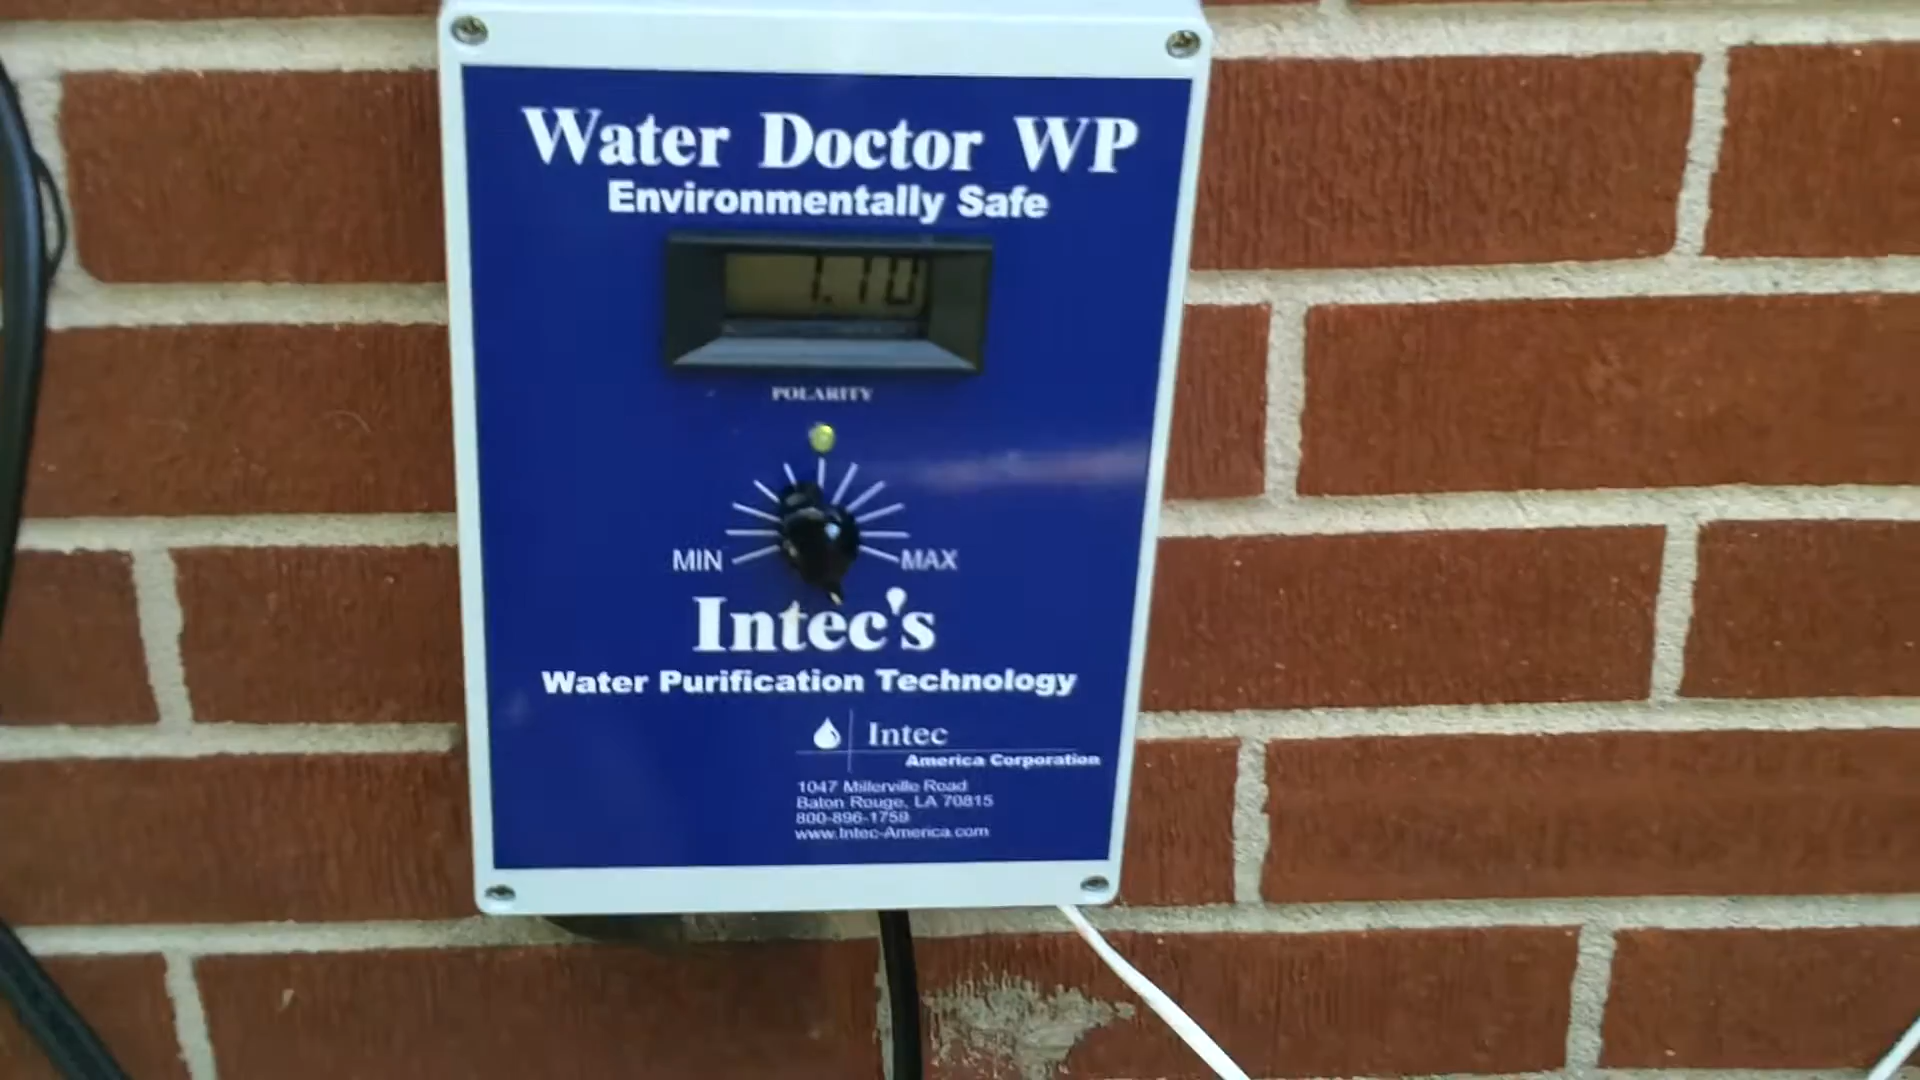 Water Doctor WP
Environmentally Safe
1.10
POLARITY
MIN MAX
Intec's
Water Purification Technology
Intec
America Corporation
1047 Millerville Road
Baton Rouge, LA 70815
800-896-1759
www.Intec-America.com